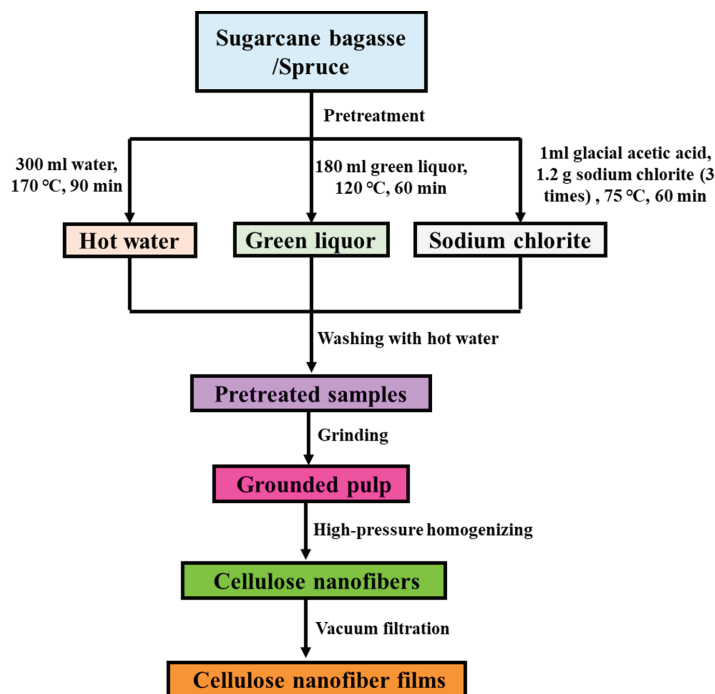 Sugarcane bagasse
/Spruce
Pretreatment
300 ml water,
170 °C, 90 min
180 ml green liquor,
120 °C, 60 min
1ml glacial acetic acid,
1.2 g sodium chlorite (3
times) , 75 °C, 60 min
Hot water
Green liquor
Sodium chlorite
Washing with hot water
Pretreated samples
Grinding
Grounded pulp
High-pressure homogenizing
Cellulose nanofibers
Vacuum filtration
Cellulose nanofiber films